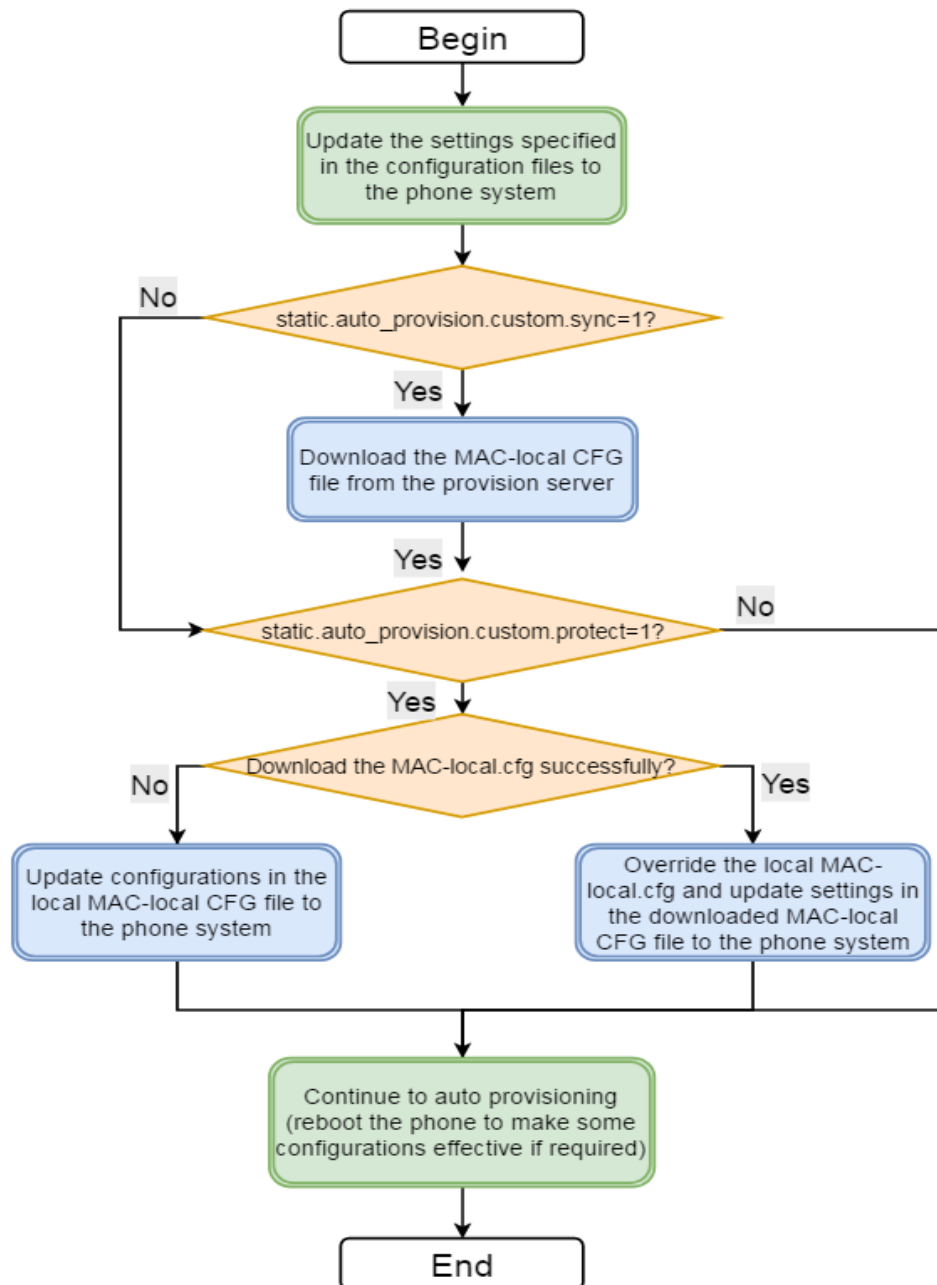 Begin
Update the settings specified
in the configuration files to
the phone system
No
static.auto_provision.custom.sync=1?
Yes
Download the MAC-local CFG
file from the provision server
Yes
No
static.auto_provision.custom.protect=1?
Yes
Download the MAC-local.cfg successfully?
No
Yes
Update configurations in the
local MAC-local CFG file to
the phone system
Override the local MAC-
local.cfg and update settings in
the downloaded MAC-local
CFG file to the phone system
Continue to auto provisioning
(reboot the phone to make some
configurations effective if required)
End